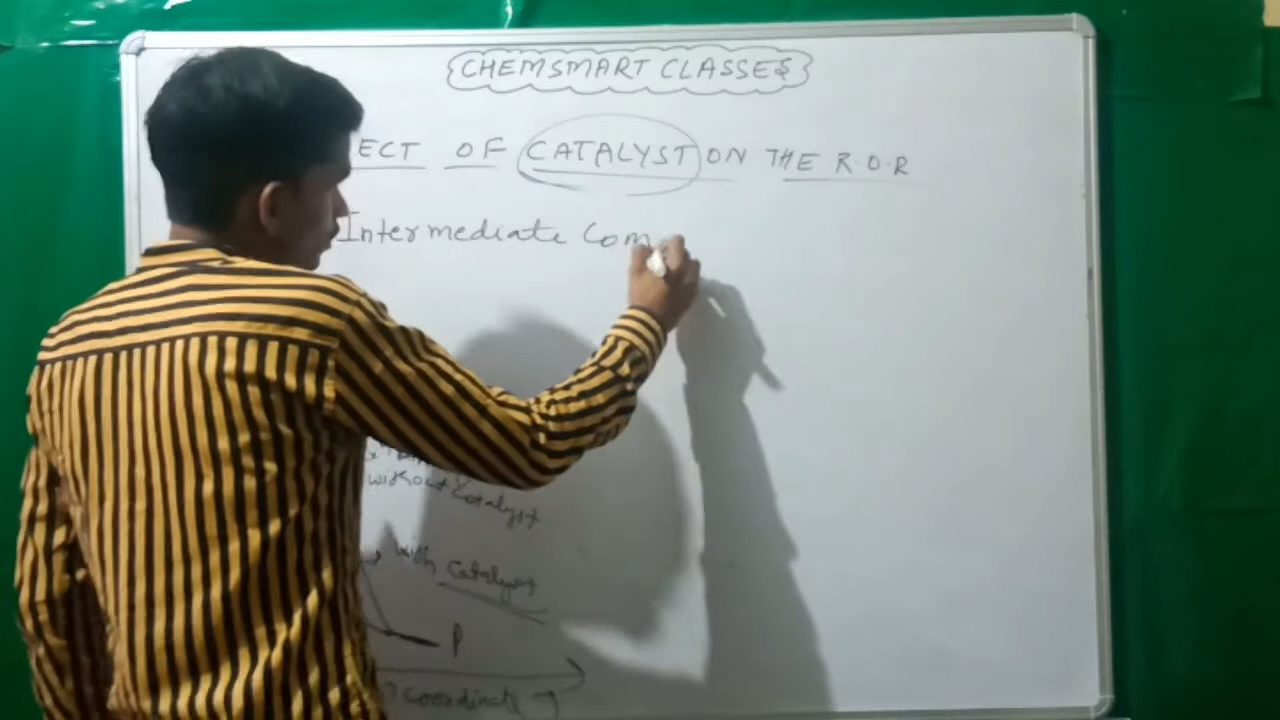 CHEMSMART CLASSES
ECT OF CATALYST ON THE R.O.R
Intermediate Com
without Catalyst
with Catalyst
P
coordinate